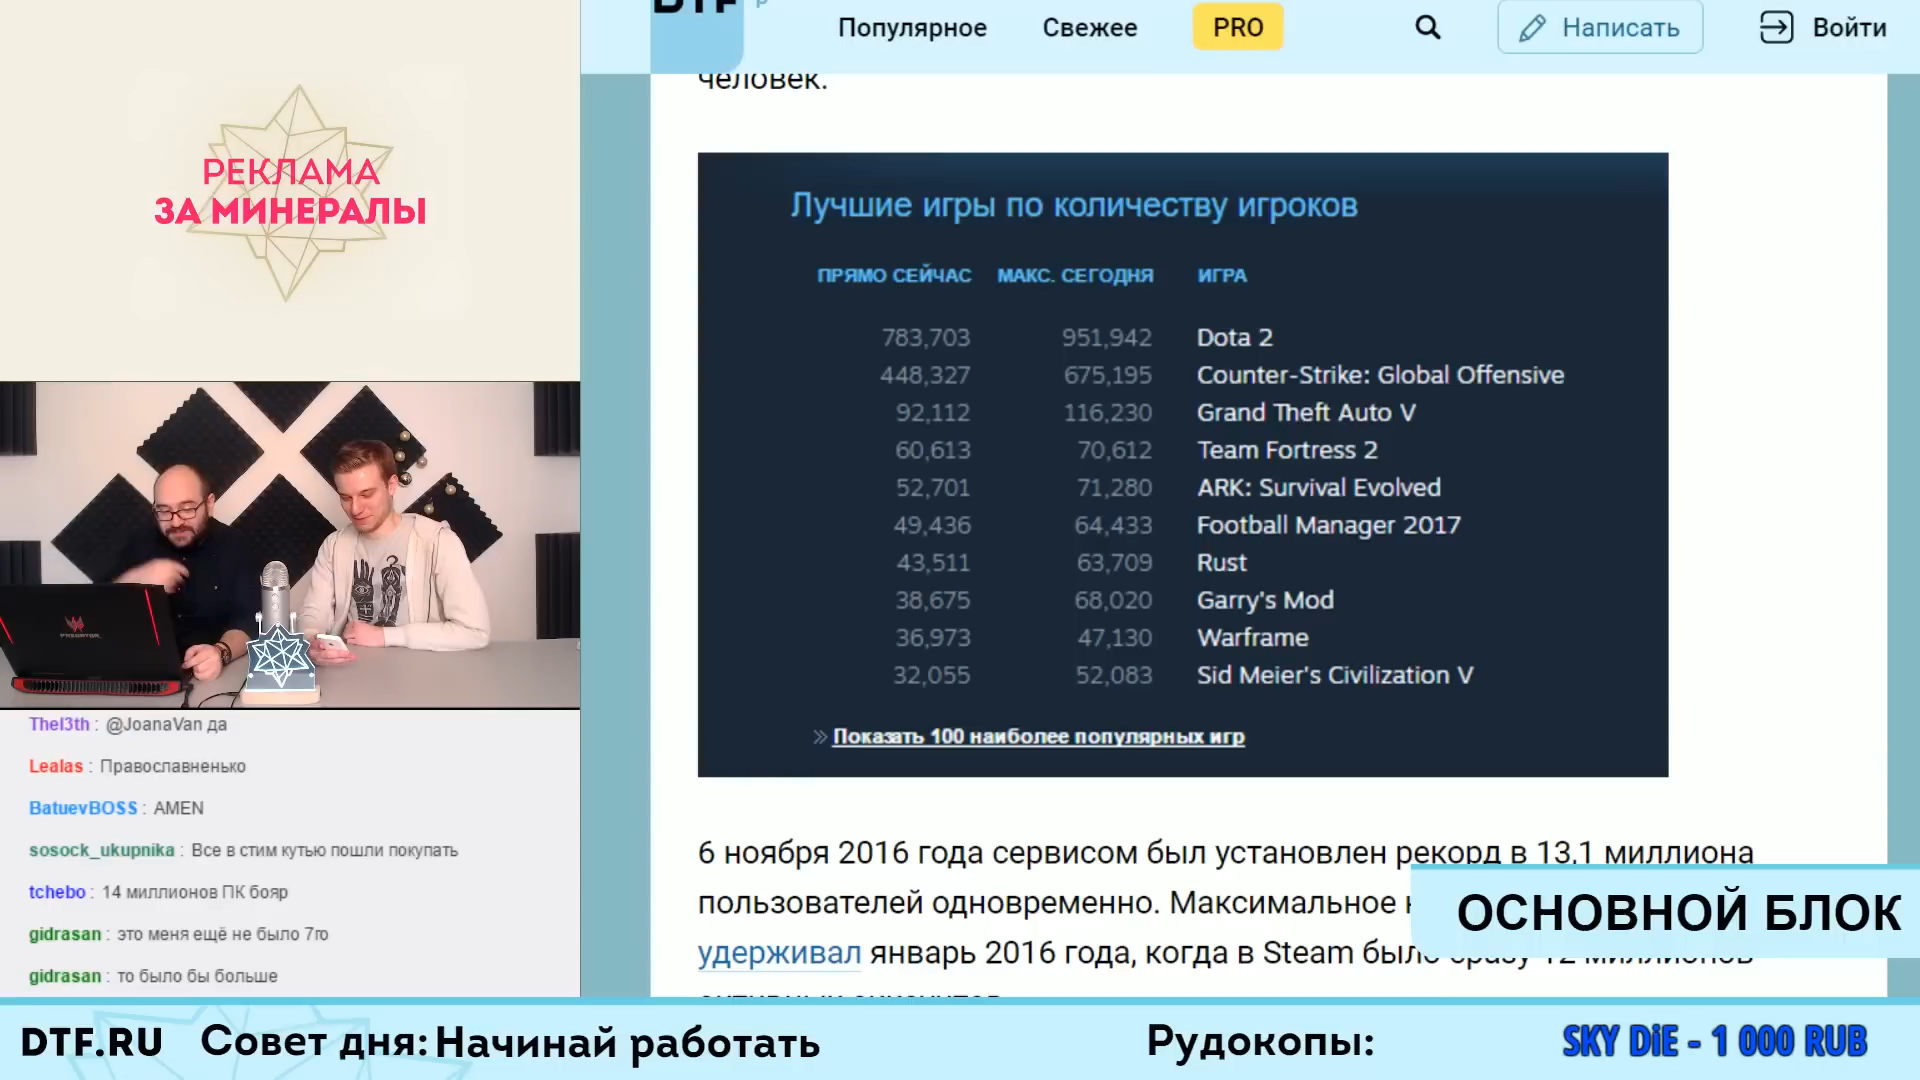 РЕКЛАМА
ЗА МИНЕРАЛЫ
PREDATOR
Thel3th : @JoanaVan да
Lealas : Православненько
BatuevBOSS : AMEN
sosock_ukupnika : Все в стим кутью пошли покупать
tchebo : 14 миллионов ПК бояр
gidrasan : это меня ещё не было 7го
gidrasan : то было бы больше
DTF
Популярное Свежее PRO Написать Войти
человек.
Лучшие игры по количеству игроков
ПРЯМО СЕЙЧАС МАКС. СЕГОДНЯ ИГРА
783,703 951,942 Dota 2
448,327 675,195 Counter-Strike: Global Offensive
92,112 116,230 Grand Theft Auto V
60,613 70,612 Team Fortress 2
52,701 71,280 ARK: Survival Evolved
49,436 64,433 Football Manager 2017
43,511 63,709 Rust
38,675 68,020 Garry's Mod
36,973 47,130 Warframe
32,055 52,083 Sid Meier's Civilization V
» Показать 100 наиболее популярных игр
6 ноября 2016 года сервисом был установлен рекорд в 13,1 миллиона
пользователей одновременно. Максимальное
удерживал январь 2016 года, когда в Steam было сразу 12 миллионов
ОСНОВНОЙ БЛОК
DTF.RU Совет дня: Начинай работать Рудокопы: SKY DiE - 1 000 RUB